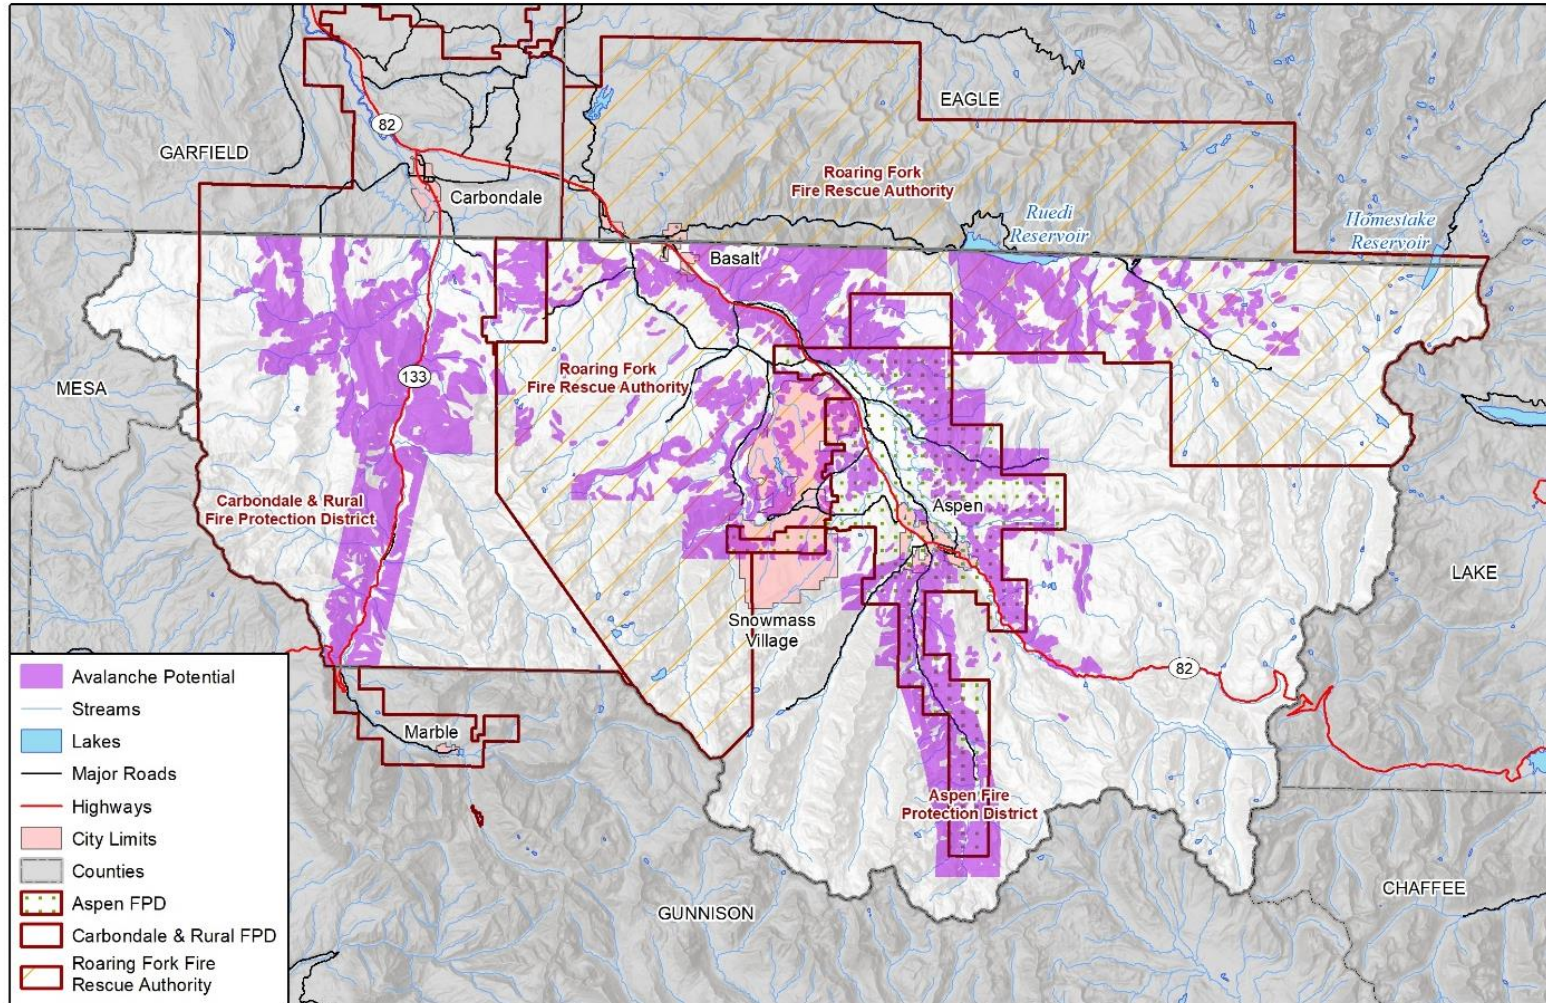 EAGLE
82
GARFIELD
Roaring Fork
Fire Rescue Authority
Carbondale
Ruedi
Reservoir
Homestake
Reservoir
Basalt
Roaring Fork
Fire Rescue Authority
133
MESA
Carbondale & Rural
Fire Protection District
Aspen
LAKE
Snowmass
Village
82
Marble
Aspen Fire
Protection District
CHAFFEE
GUNNISON
Avalanche Potential
Streams
Lakes
Major Roads
Highways
City Limits
Counties
Aspen FPD
Carbondale & Rural FPD
Roaring Fork Fire
Rescue Authority